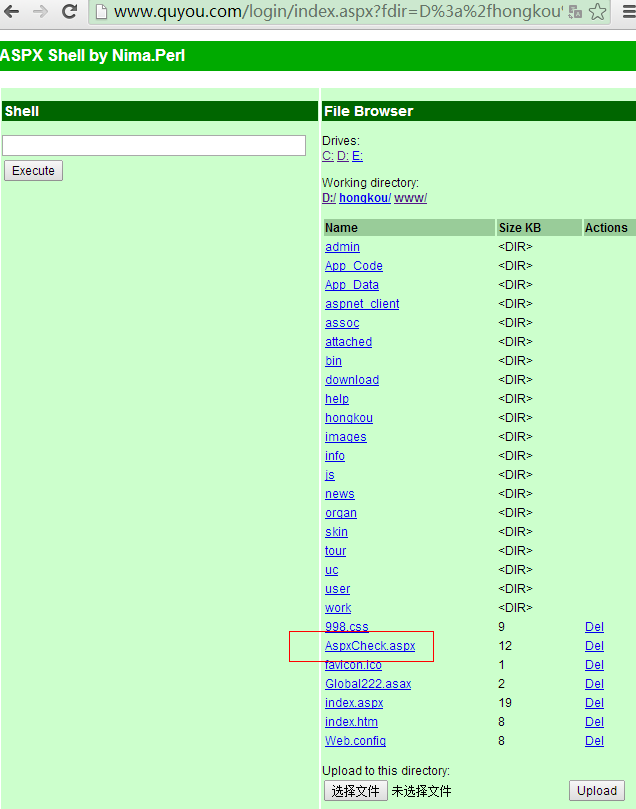 www.quyou.com/login/index.aspx?fdir=D%3a%2fhongkou
ASPX Shell by Nima.Perl
Shell
Execute
File Browser
Drives:
C: D: E:
Working directory:
D:/ hongkou/ www/
Name Size KB Actions
admin <DIR>
App_Code <DIR>
App_Data <DIR>
aspnet_client <DIR>
assoc <DIR>
attached <DIR>
bin <DIR>
download <DIR>
help <DIR>
hongkou <DIR>
images <DIR>
info <DIR>
js <DIR>
news <DIR>
organ <DIR>
skin <DIR>
tour <DIR>
uc <DIR>
user <DIR>
work <DIR>
998.css 9 Del
AspxCheck.aspx 12 Del
favicon.ico 1 Del
Global222.asax 2 Del
index.aspx 19 Del
index.htm 8 Del
Web.config 8 Del
Upload to this directory:
选择文件 未选择文件 Upload